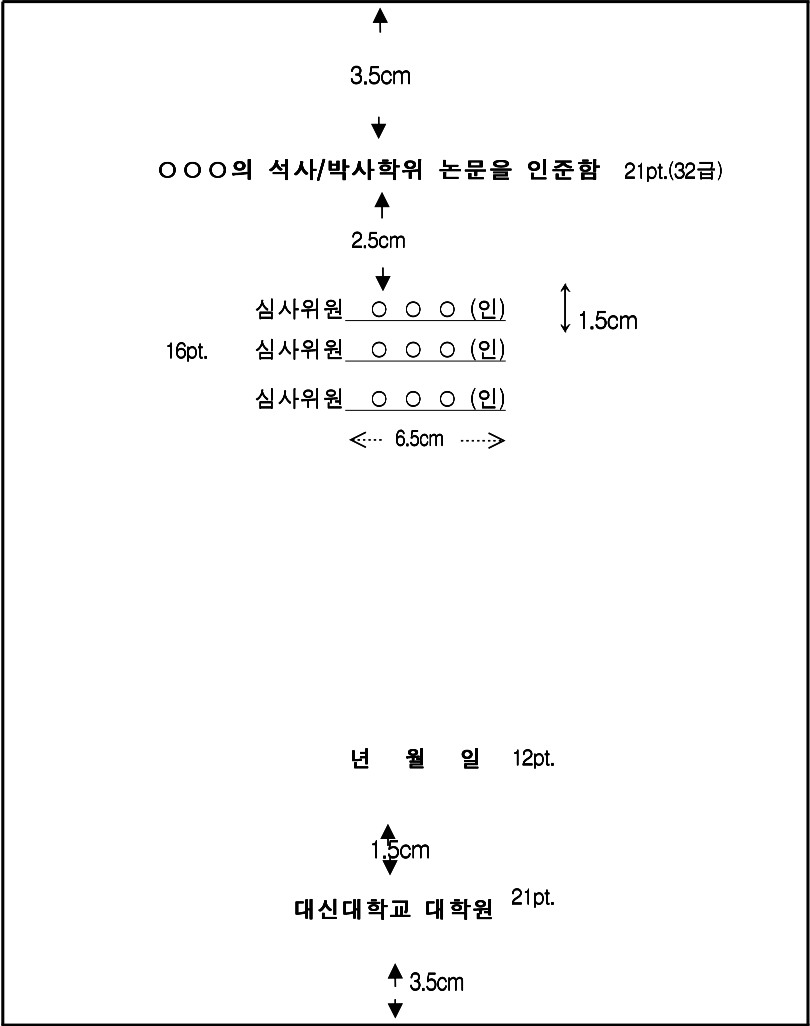 3.5cm
○○○의 석사/박사학위 논문을 인준함 21pt.(32급)
2.5cm
심사위원 ○ ○ ○ (인)
1.5cm
16pt. 심사위원 ○ ○ ○ (인)
심사위원 ○ ○ ○ (인)
6.5cm
년 월 일 12pt.
1.5cm
대신대학교 대학원 21pt.
3.5cm